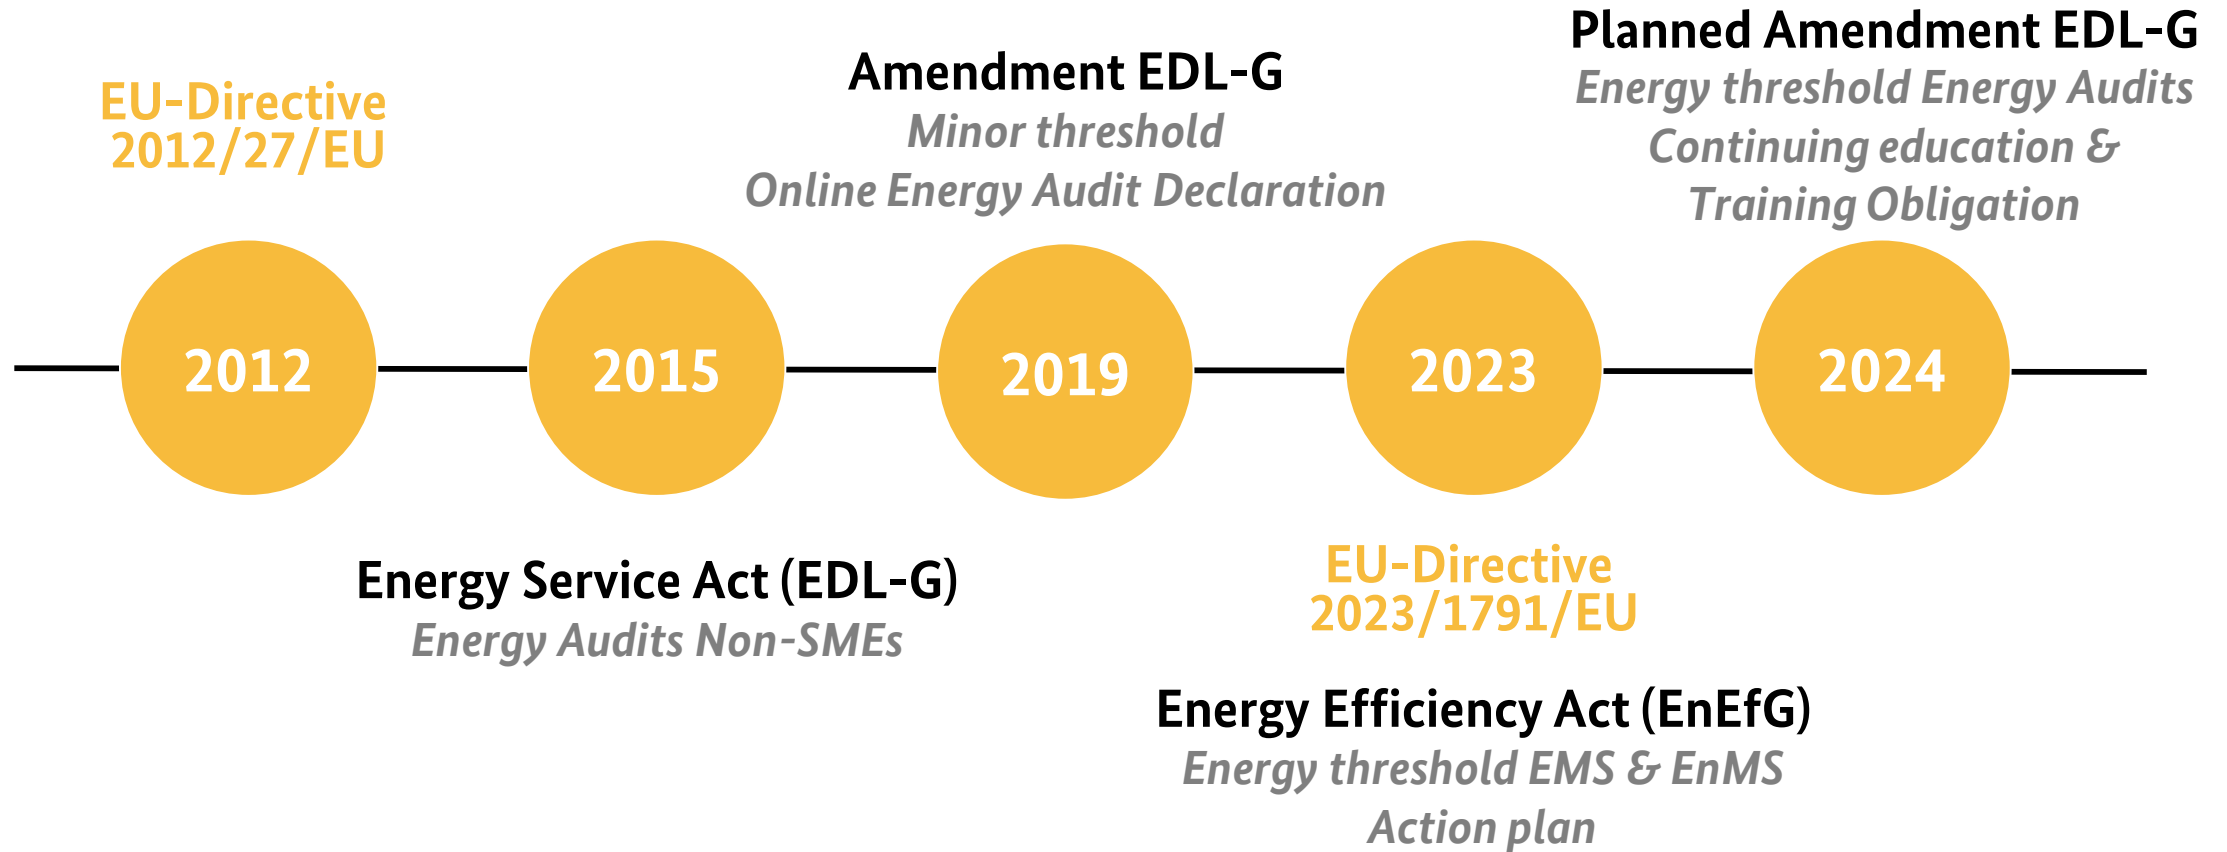 EU-Directive
2012/27/EU
Amendment EDL-G
Minor threshold
Online Energy Audit Declaration
Planned Amendment EDL-G
Energy threshold Energy Audits
Continuing education &
Training Obligation
2012
2015
2019
2023
2024
Energy Service Act (EDL-G)
Energy Audits Non-SMEs
EU-Directive
2023/1791/EU
Energy Efficiency Act (EnEfG)
Energy threshold EMS & EnMS
Action plan